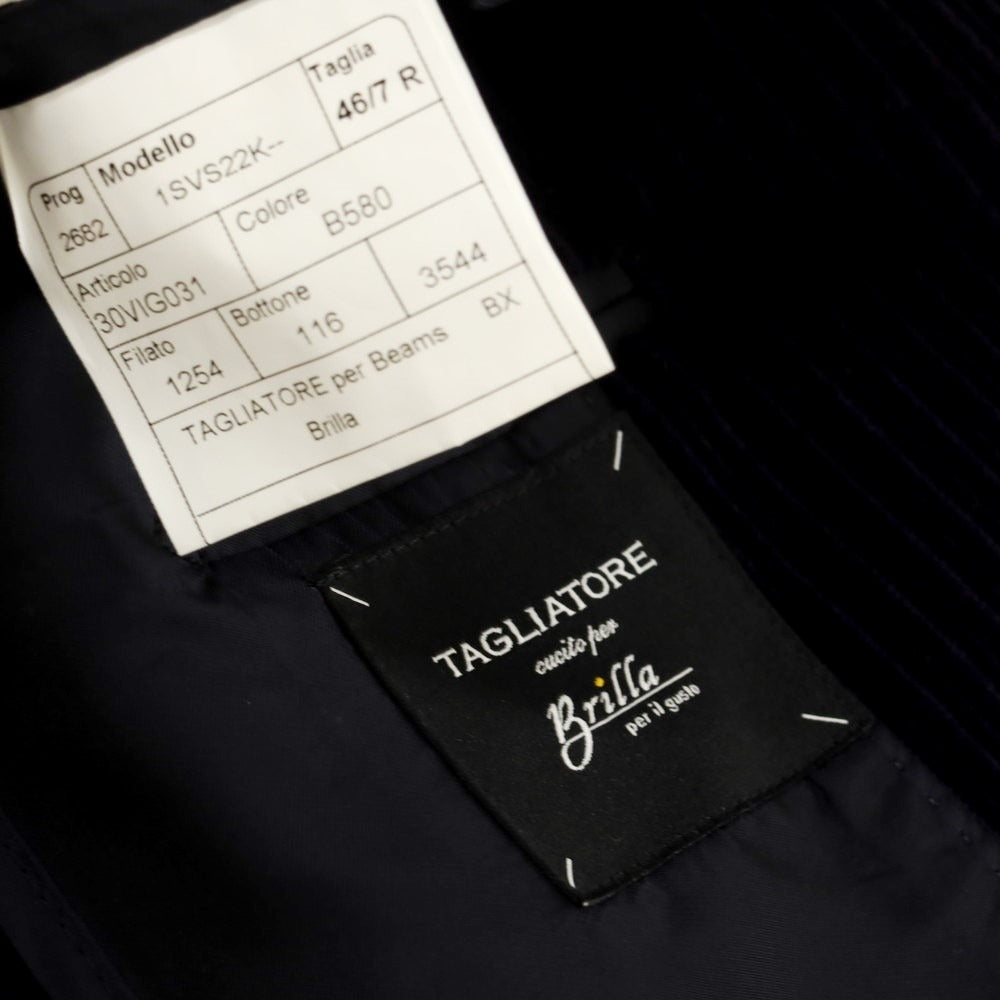 Taglia
46/7 R
Modello
1SVS22K--
Prog
2682
Colore
B580
Articolo
30VIG031
3544
Bottone
116
Filato
1254
BX
TAGLIATORE per Beams
Brilla
TAGLIATORE
cucito per
Brilla
per il gusto